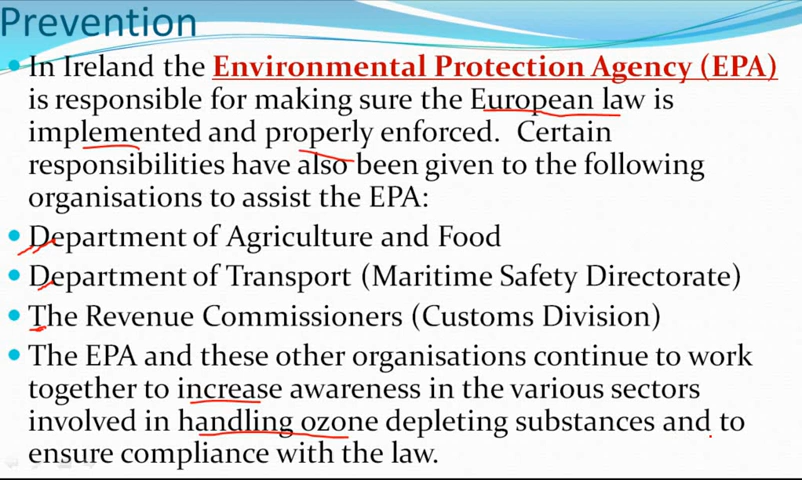 Prevention
• In Ireland the Environmental Protection Agency (EPA)
is responsible for making sure the European law is
implemented and properly enforced. Certain
responsibilities have also been given to the following
organisations to assist the EPA:
• Department of Agriculture and Food
• Department of Transport (Maritime Safety Directorate)
• The Revenue Commissioners (Customs Division)
• The EPA and these other organisations continue to work
together to increase awareness in the various sectors
involved in handling ozone depleting substances and to
ensure compliance with the law.